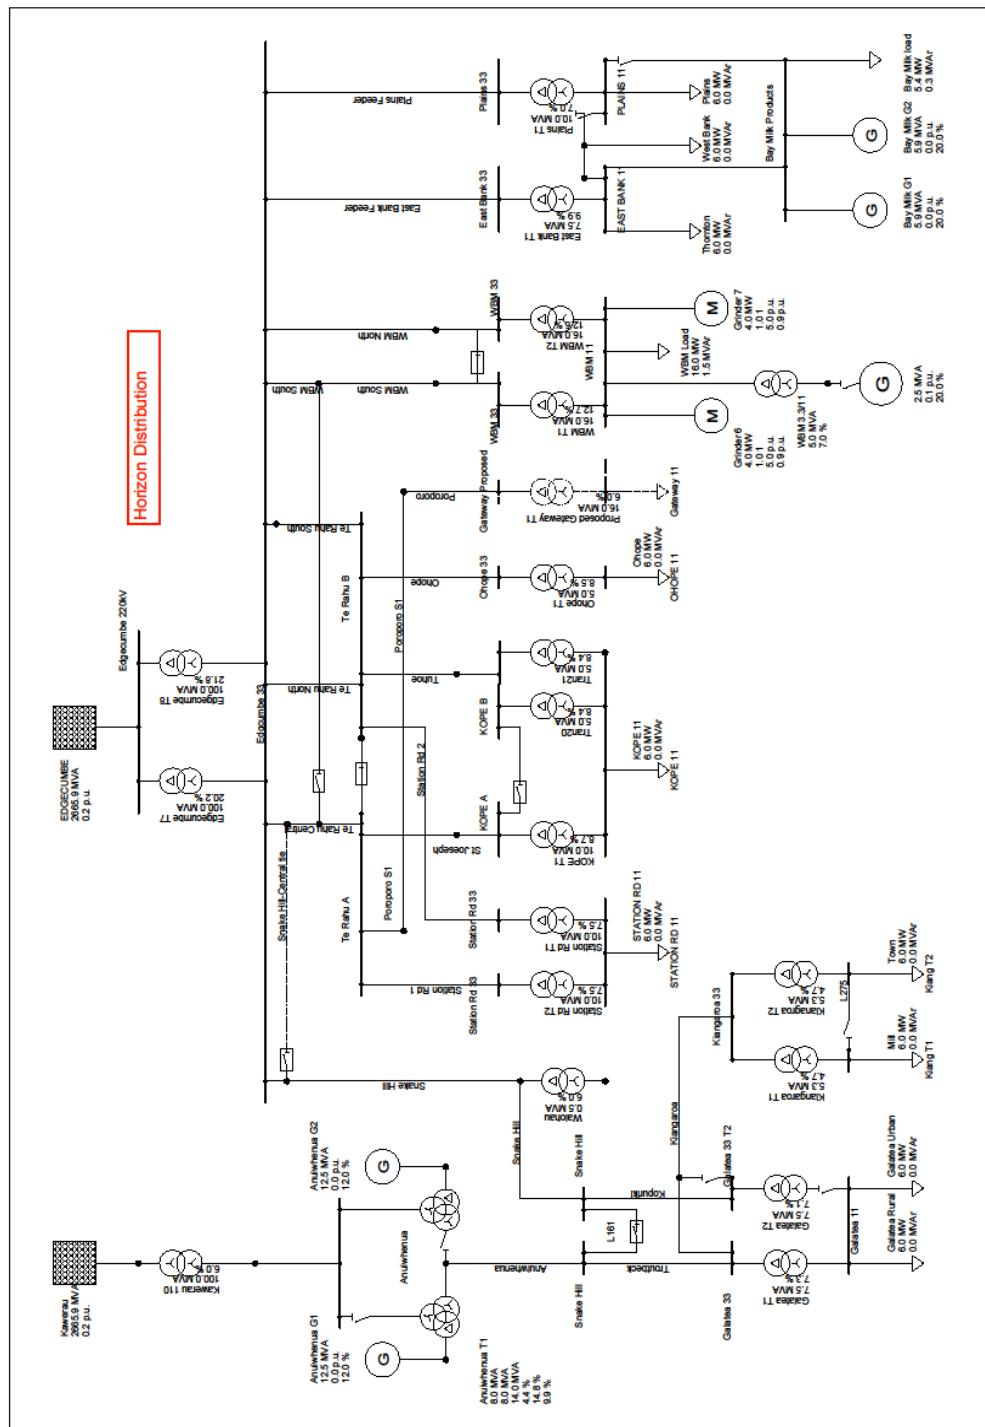 Horizon Distribution
EDGECUMBE
2665.9 MVA
0.2 p.u.
Edgecumbe 220kV
Edgecumbe T7
100.0 MVA
20.2 %
Edgecumbe T8
100.0 MVA
21.8 %
Edgecumbe 33
Plains Feeder
Plains 33
Plains T1
10.0 MVA
7.0 %
PLAINS 11
Plains
6.0 MW
0.0 MVAr
Bay Milk load
5.4 MW
0.3 MVAr
East Bank Feeder
East Bank 33
East Bank T1
7.5 MVA
9.9 %
EAST BANK 11
West Bank
6.0 MW
0.0 MVAr
Thornton
6.0 MW
0.0 MVAr
Bay Milk Products
Bay Milk G2
5.9 MVA
0.0 p.u.
20.0 %
G
Bay Milk G1
5.9 MVA
0.0 p.u.
20.0 %
G
WBM North
WBM South
WBM South
WBM 33
WBM 33
WBM T2
16.0 MVA
WBM T1
16.0 MVA
12.7 %
WBM 11
WBM Load
16.0 MW
1.5 MVAr
M
Grinder 7
4.0 MW
1.01
5.0 p.u.
0.9 p.u.
M
Grinder 6
4.0 MW
1.01
5.0 p.u.
0.9 p.u.
WBM 3.3/11
5.0 MVA
7.0 %
G
2.5 MVA
0.1 p.u.
20.0 %
Te Rahu South
Te Rahu North
Te Rahu Central
Te Rahu B
Te Rahu A
Poroporo
Poroporo S1
Poroporo S1
Gateway Proposed
Proposed Gateway T1
16.0 MVA
6.0 %
Gateway 11
Ohope
Ohope 33
Ohope T1
5.0 MVA
8.5 %
Ohope
6.0 MW
0.0 MVAr
OHOPE 11
Tuhoe
KOPE B
Tran21
5.0 MVA
8.4 %
Tran20
5.0 MVA
8.4 %
St Joeseph
KOPE A
KOPE T1
10.0 MVA
8.7 %
KOPE 11
6.0 MW
0.0 MVAr
KOPE 11
Station Rd 2
Station Rd 33
Station Rd T1
10.0 MVA
7.5 %
Station Rd 1
Station Rd 33
Station Rd T2
10.0 MVA
7.5 %
STATION RD 11
6.0 MW
0.0 MVAr
STATION RD 11
Snake Hill-Central tie
Snake Hill
Waiohau
0.5 MVA
6.0 %
Snake Hill
Snake Hill
Snake Hill
L161
Kopuriki
Troutbeck
Aniwhenua
Galatea 33 T2
Galatea 33
Galatea T2
7.5 MVA
7.1 %
Galatea T1
7.5 MVA
7.3 %
Galatea 11
Galatea Urban
6.0 MW
0.0 MVAr
Galatea Rural
6.0 MW
0.0 MVAr
Kiangaroa
Kiangaroa 33
Kianagroa T2
5.3 MVA
4.7 %
Kiangaroa T1
5.3 MVA
4.7 %
L275
Town
6.0 MW
0.0 MVAr
Kiang T2
Mill
6.0 MW
0.0 MVAr
Kiang T1
Kawerau
2665.9 MVA
0.2 p.u.
Kawerau 110
100.0 MVA
6.0 %
Aniwhenua G2
12.5 MVA
0.0 p.u.
12.0 %
G
Aniwhenua
Aniwhenua G1
12.5 MVA
0.0 p.u.
12.0 %
G
Aniwhenua T1
8.0 MVA
8.0 MVA
14.0 MVA
4.4 %
14.8 %
9.9 %